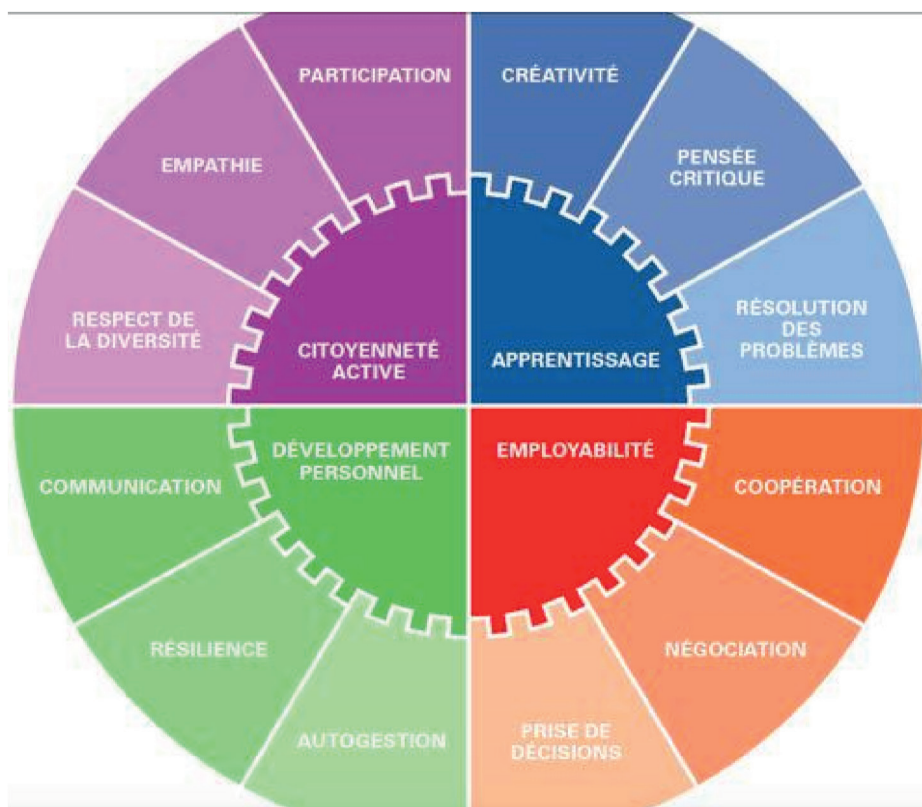 PARTICIPATION
CRÉATIVITÉ
EMPATHIE
PENSÉE
CRITIQUE
RESPECT DE
LA DIVERSITÉ
RÉSOLUTION
DES
PROBLÈMES
CITOYENNETÉ
ACTIVE
APPRENTISSAGE
DÉVELOPPEMENT
PERSONNEL
EMPLOYABILITÉ
COMMUNICATION
COOPÉRATION
RÉSILIENCE
NÉGOCIATION
AUTOGESTION
PRISE DE
DÉCISIONS